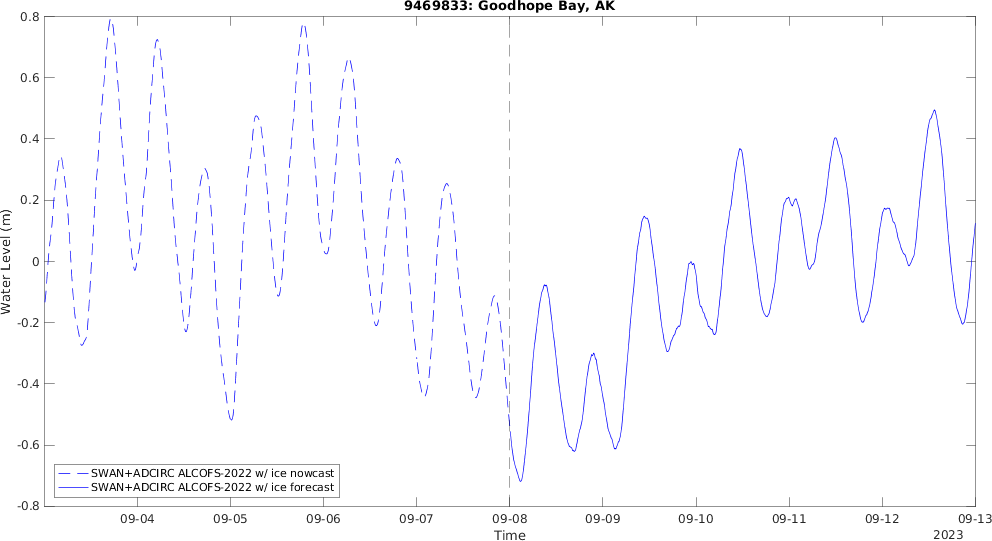 9469833: Goodhope Bay, AK
Water Level (m)
0.8
0.6
0.4
0.2
0
-0.2
-0.4
-0.6
-0.8
SWAN+ADCIRC ALCOFS-2022 w/ ice nowcast
SWAN+ADCIRC ALCOFS-2022 w/ ice forecast
09-04 09-05 09-06 09-07 09-08 09-09 09-10 09-11 09-12 09-13
Time
2023